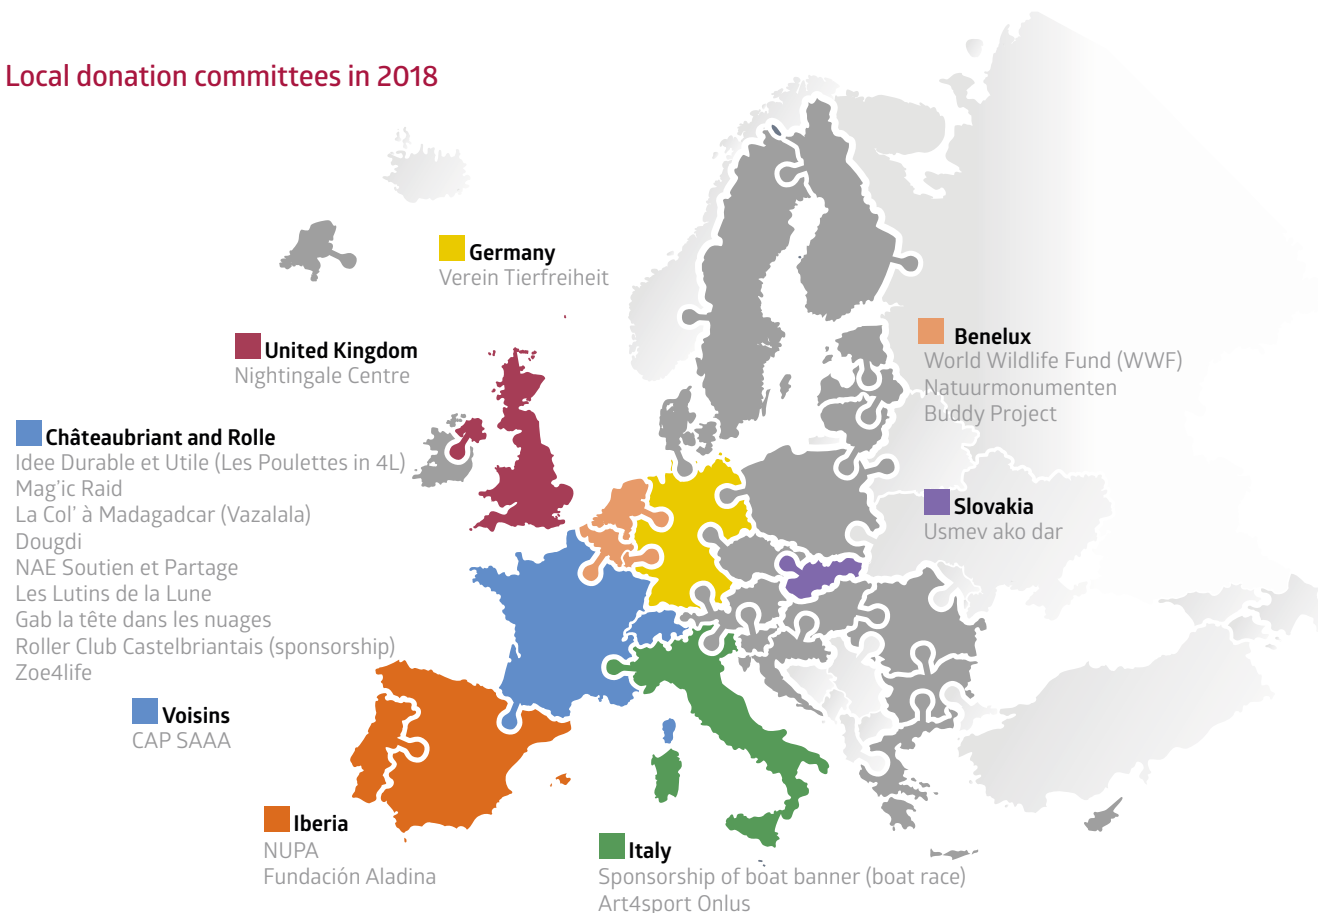 Local donation committees in 2018
Germany
Verein Tierfreiheit
United Kingdom
Nightingale Centre
Benelux
World Wildlife Fund (WWF)
Natuurmonumenten
Buddy Project
Châteaubriant and Rolle
Idee Durable et Utile (Les Poulettes in 4L)
Mag'ic Raid
La Col' à Madagadcar (Vazalala)
Dougdi
NAE Soutien et Partage
Les Lutins de la Lune
Gab la tête dans les nuages
Roller Club Castelbriantais (sponsorship)
Zoe4life
Slovakia
Usmev ako dar
Voisins
CAP SAAA
Iberia
NUPA
Fundación Aladina
Italy
Sponsorship of boat banner (boat race)
Art4sport Onlus